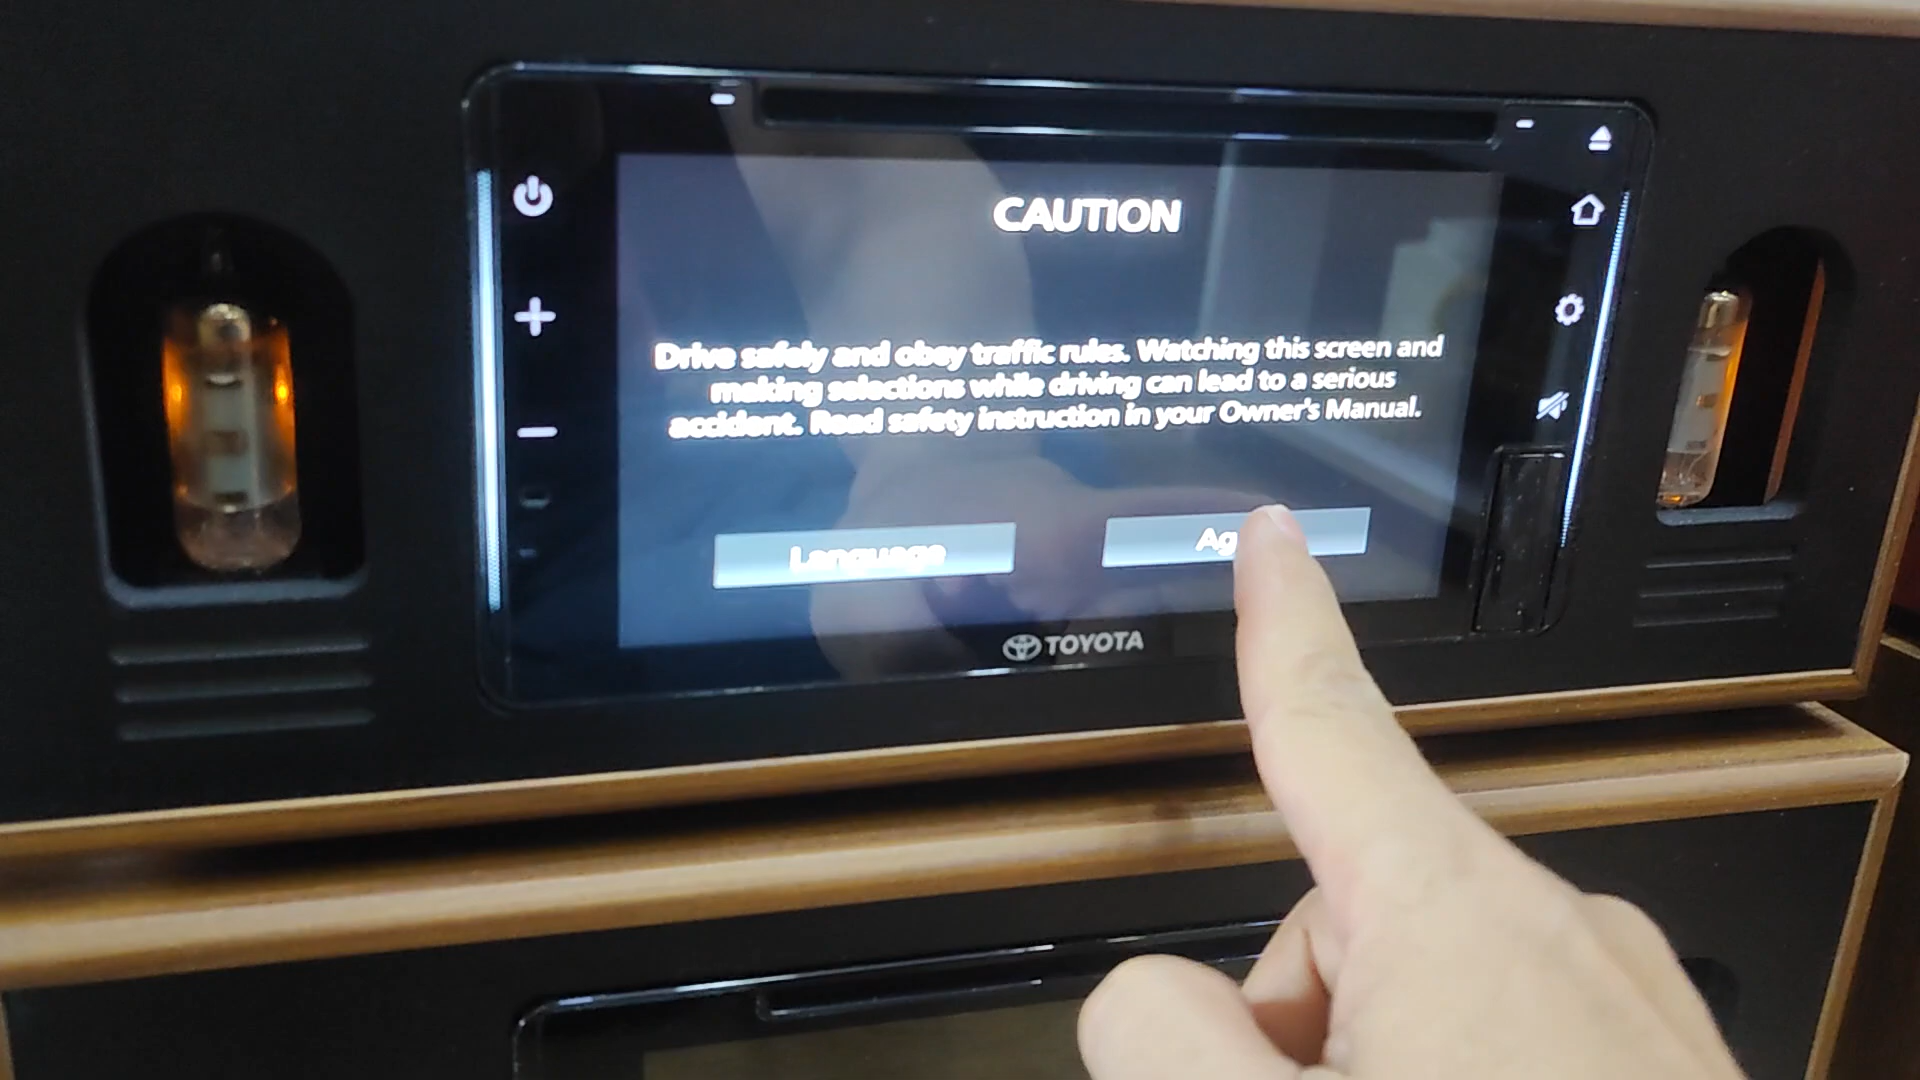 CAUTION
Drive safely and obey traffic rules. Watching this screen and
making selections while driving can lead to a serious
accident. Read safety instruction in your Owner's Manual.
Language
Ag
TOYOTA